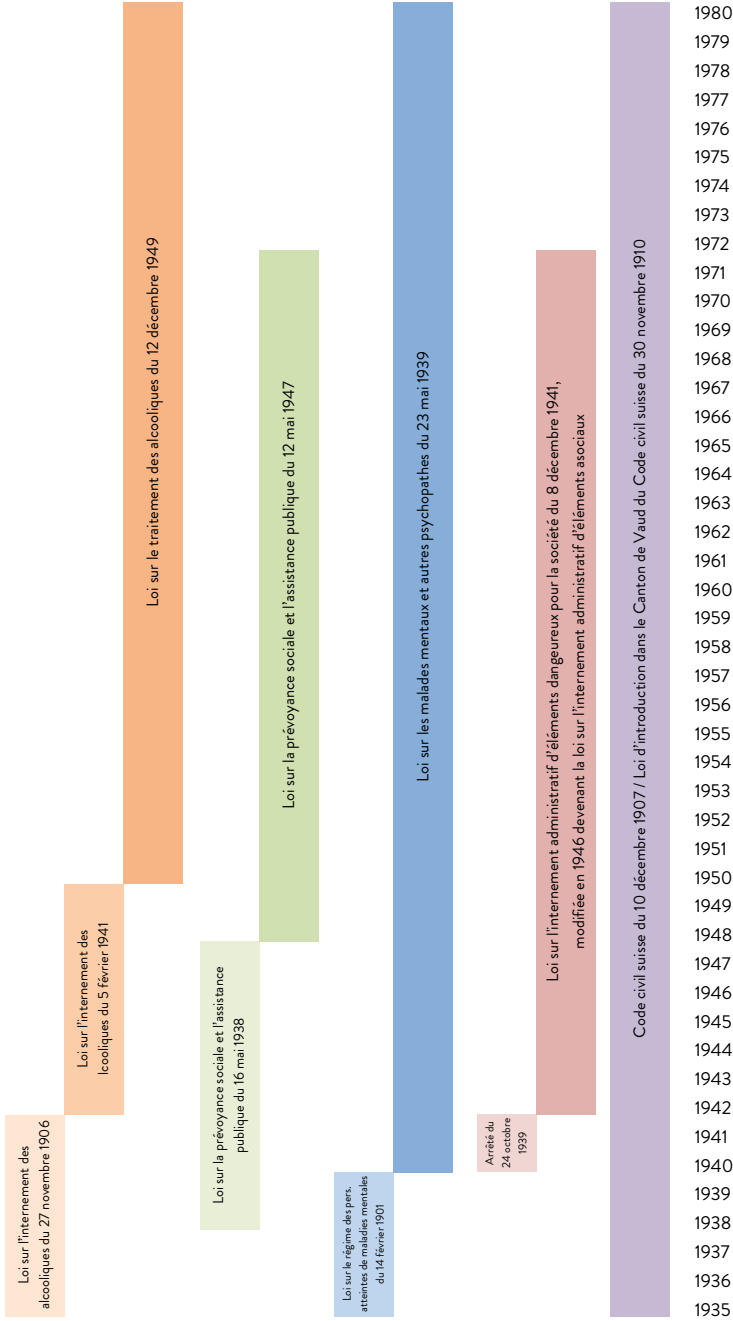 Loi sur l'internement des
alcooliques du 27 novembre 1906
Loi sur l'internement des
lcooliques du 5 février 1941
Loi sur le traitement des alcooliques du 12 décembre 1949
Loi sur la prévoyance sociale et l'assistance
publique du 16 mai 1938
Loi sur la prévoyance sociale et l'assistance publique du 12 mai 1947
Loi sur le régime des pers.
atteintes de maladies mentales
du 14 février 1901
Loi sur les malades mentaux et autres psychopathes du 23 mai 1939
Arrêté du
24 octobre
1939
Loi sur l'internement administratif d'éléments dangeureux pour la société du 8 décembre 1941,
modifiée en 1946 devenant la loi sur l'internement administratif d'éléments asociaux
Code civil suisse du 10 décembre 1907 / Loi d'introduction dans le Canton de Vaud du Code civil suisse du 30 novembre 1910
1980
1979
1978
1977
1976
1975
1974
1973
1972
1971
1970
1969
1968
1967
1966
1965
1964
1963
1962
1961
1960
1959
1958
1957
1956
1955
1954
1953
1952
1951
1950
1949
1948
1947
1946
1945
1944
1943
1942
1941
1940
1939
1938
1937
1936
1935